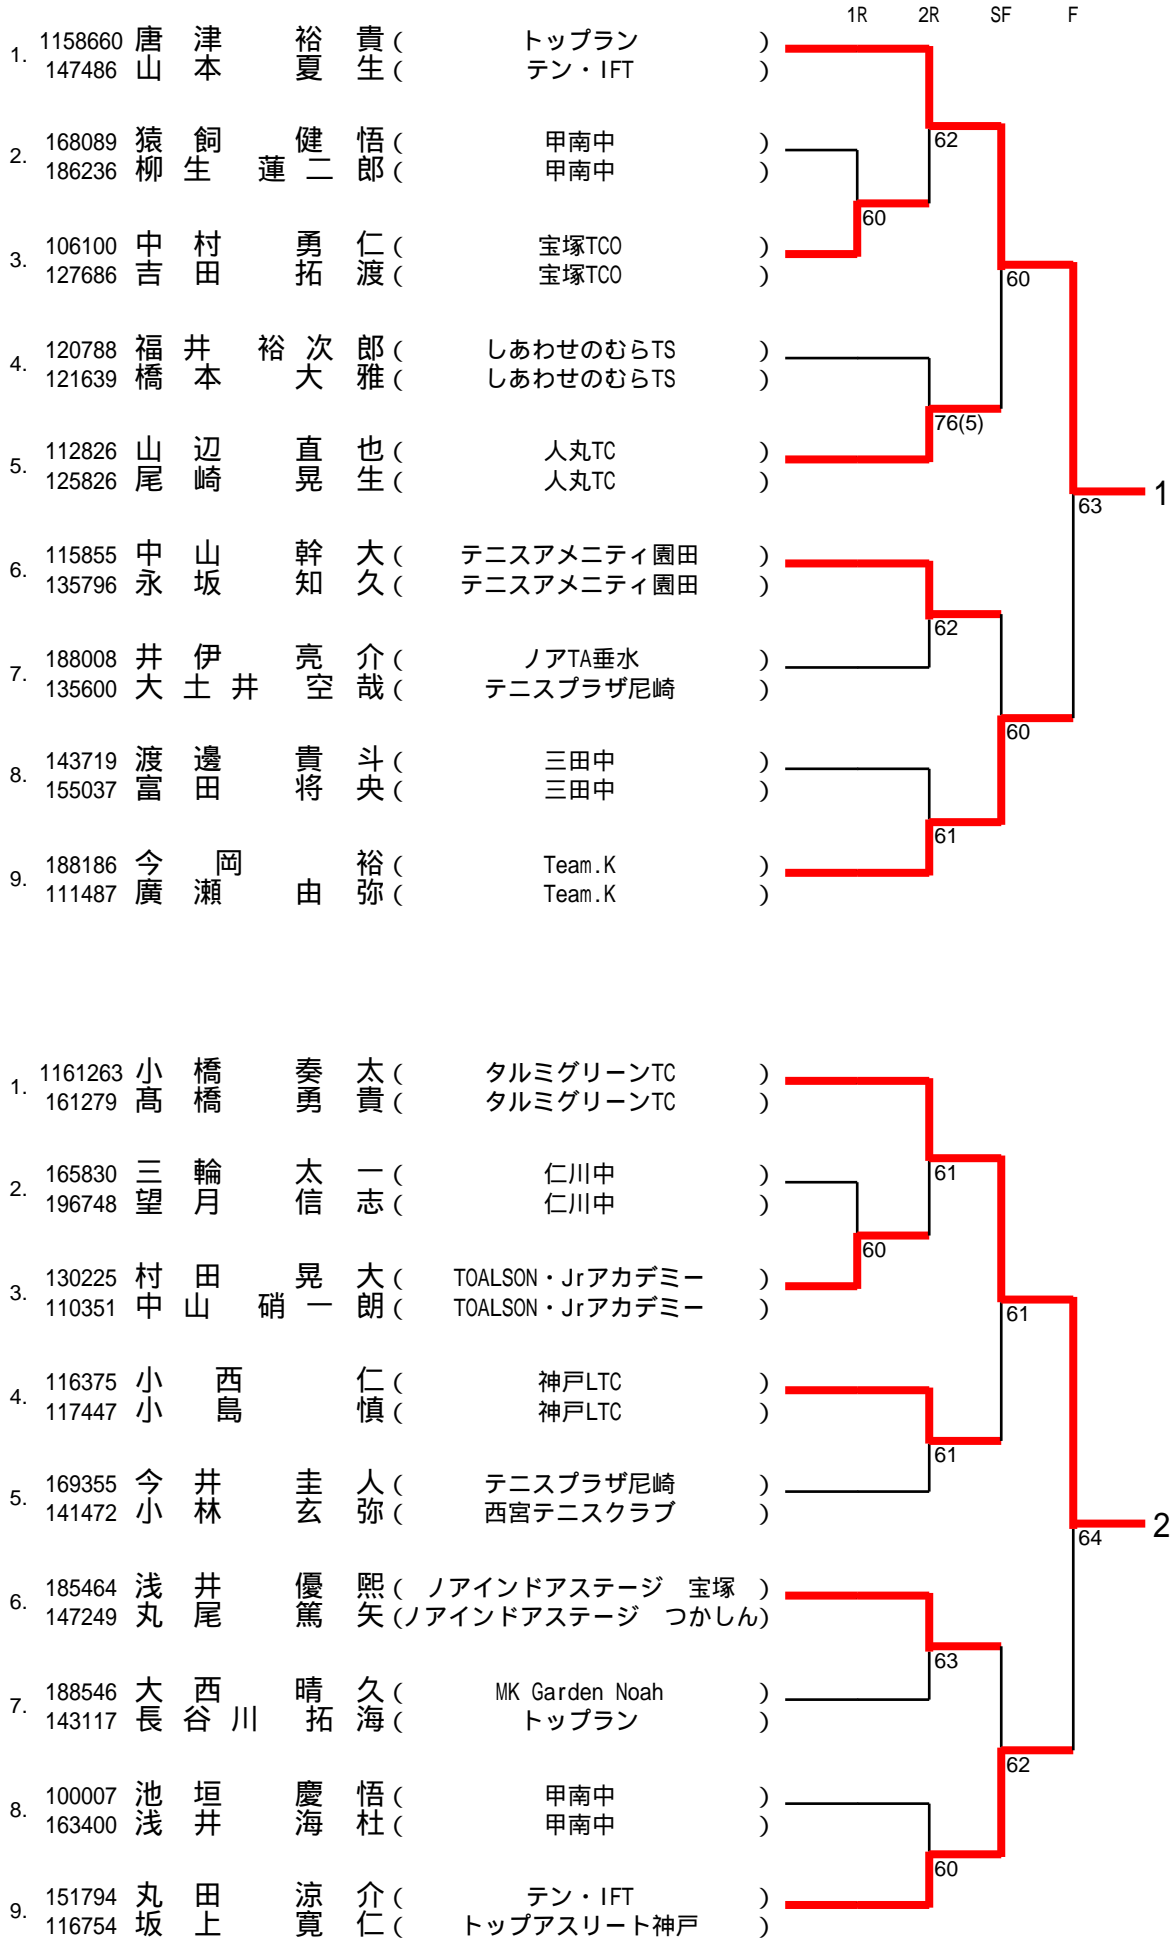 1R 2R SF F
1158660 唐津 裕貴 ( トップラン )
1.
147486 山本 夏生 ( テン・IFT )
62
168089 猿飼 健悟 ( 甲南中 )
2.
186236 柳生 蓮二郎 ( 甲南中 )
60
106100 中村 勇仁 ( 宝塚TCO )
3.
127686 吉田 拓渡 ( 宝塚TCO )
60
120788 福井 裕次郎 ( しあわせのむらTS )
4.
121639 橋本 大雅 ( しあわせのむらTS )
76(5)
112826 山辺 直也 ( 人丸TC )
5.
125826 尾崎 晃生 ( 人丸TC )
63 1
115855 中山 幹大 ( テニスアメニティ園田 )
6.
135796 永坂 知久 ( テニスアメニティ園田 )
62
188008 井伊 亮介 ( ノアTA垂水 )
7.
135600 大土井 空哉 ( テニスプラザ尼崎 )
60
143719 渡邊 貴斗 ( 三田中 )
8.
155037 富田 将央 ( 三田中 )
61
188186 今岡 裕 ( Team.K )
9.
111487 廣瀬 由弥 ( Team.K )
1161263 小橋 奏太 ( タルミグリーンTC )
1.
161279 髙橋 勇貴 ( タルミグリーンTC )
61
165830 三輪 太一 ( 仁川中 )
2.
196748 望月 信志 ( 仁川中 )
60
130225 村田 晃大 ( TOALSON・Jrアカデミー )
3.
110351 中山 硝一朗 ( TOALSON・Jrアカデミー )
61
116375 小西 仁 ( 神戸LTC )
4.
117447 小島 慎 ( 神戸LTC )
61
169355 今井 圭人 ( テニスプラザ尼崎 )
5.
141472 小林 玄弥 ( 西宮テニスクラブ )
64 2
185464 浅井 優熙 ( ノアインドアステージ 宝塚 )
6.
147249 丸尾 篤矢 (ノアインドアステージ つかしん)
63
188546 大西 晴久 ( MK Garden Noah )
7.
143117 長谷川 拓海 ( トップラン )
62
100007 池垣 慶悟 ( 甲南中 )
8.
163400 浅井 海杜 ( 甲南中 )
60
151794 丸田 涼介 ( テン・IFT )
9.
116754 坂上 寛仁 ( トップアスリート神戸 )